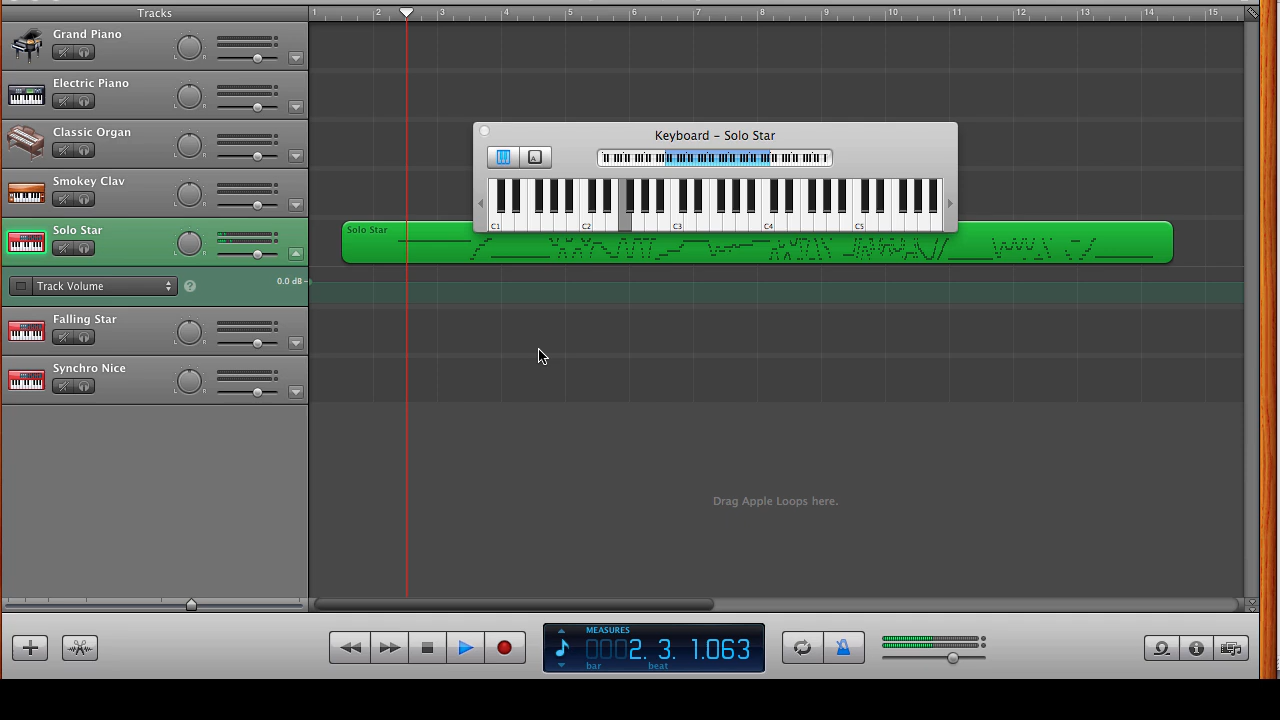 Tracks
1 2 3 4 5 6 7 8 9 10 11 12 13 14 15
Grand Piano
L R
Electric Piano
L R
Classic Organ
L R
Keyboard – Solo Star
A
Smokey Clav
L R
C1 C2 C3 C4 C5
Solo Star
L R
Solo Star
Track Volume
?
0.0 dB
Falling Star
L R
Synchro Nice
L R
Drag Apple Loops here.
MEASURES
0002. 3. 1.063
bar beat